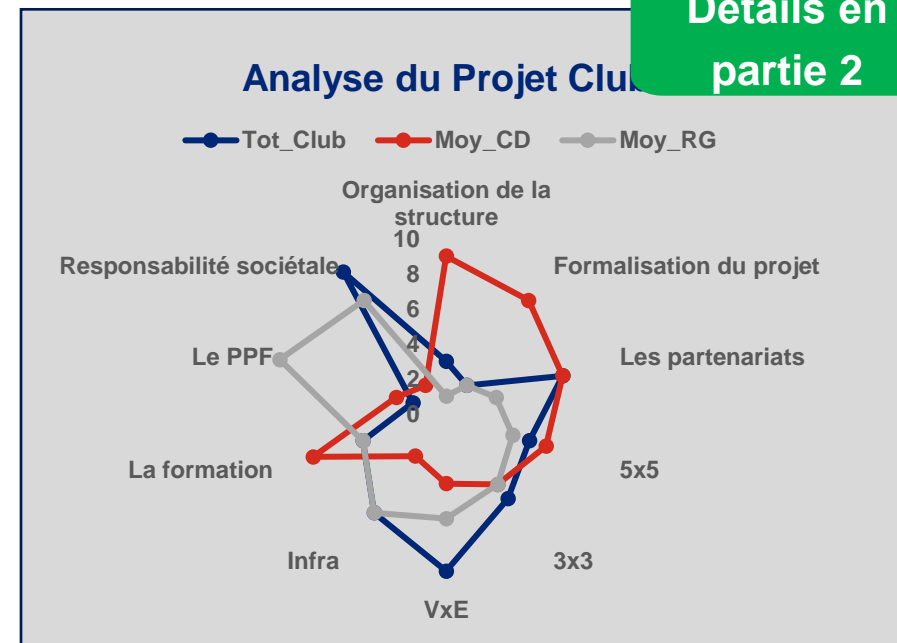 Détails en
partie 2
Analyse du Projet Clu
Tot_Club Moy_CD Moy_RG
Organisation de la
structure
10
Responsabilité sociétale
8
Formalisation du projet
6
Le PPF
4
Les partenariats
2
0
La formation
5x5
Infra
3x3
VxE